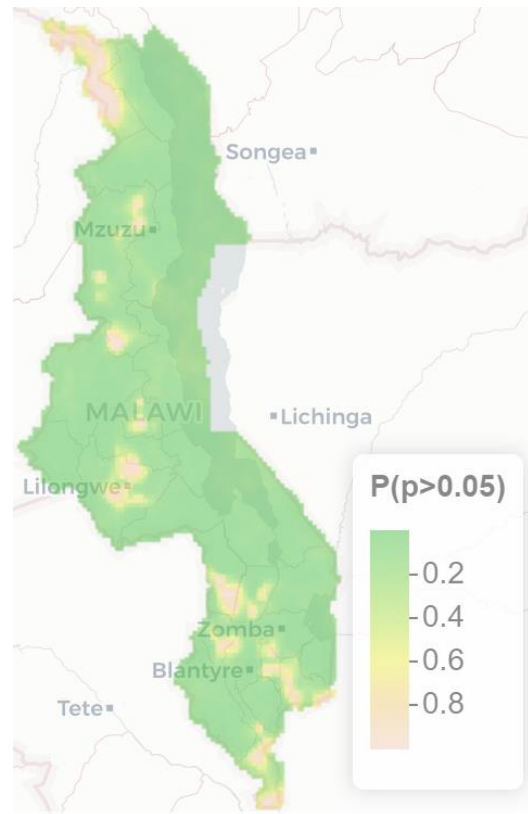 Songea
Mzuzu
MALAWI
Lichinga
Lilongwe
P(p>0.05)
0.2
0.4
0.6
0.8
Zomba
Blantyre
Tete